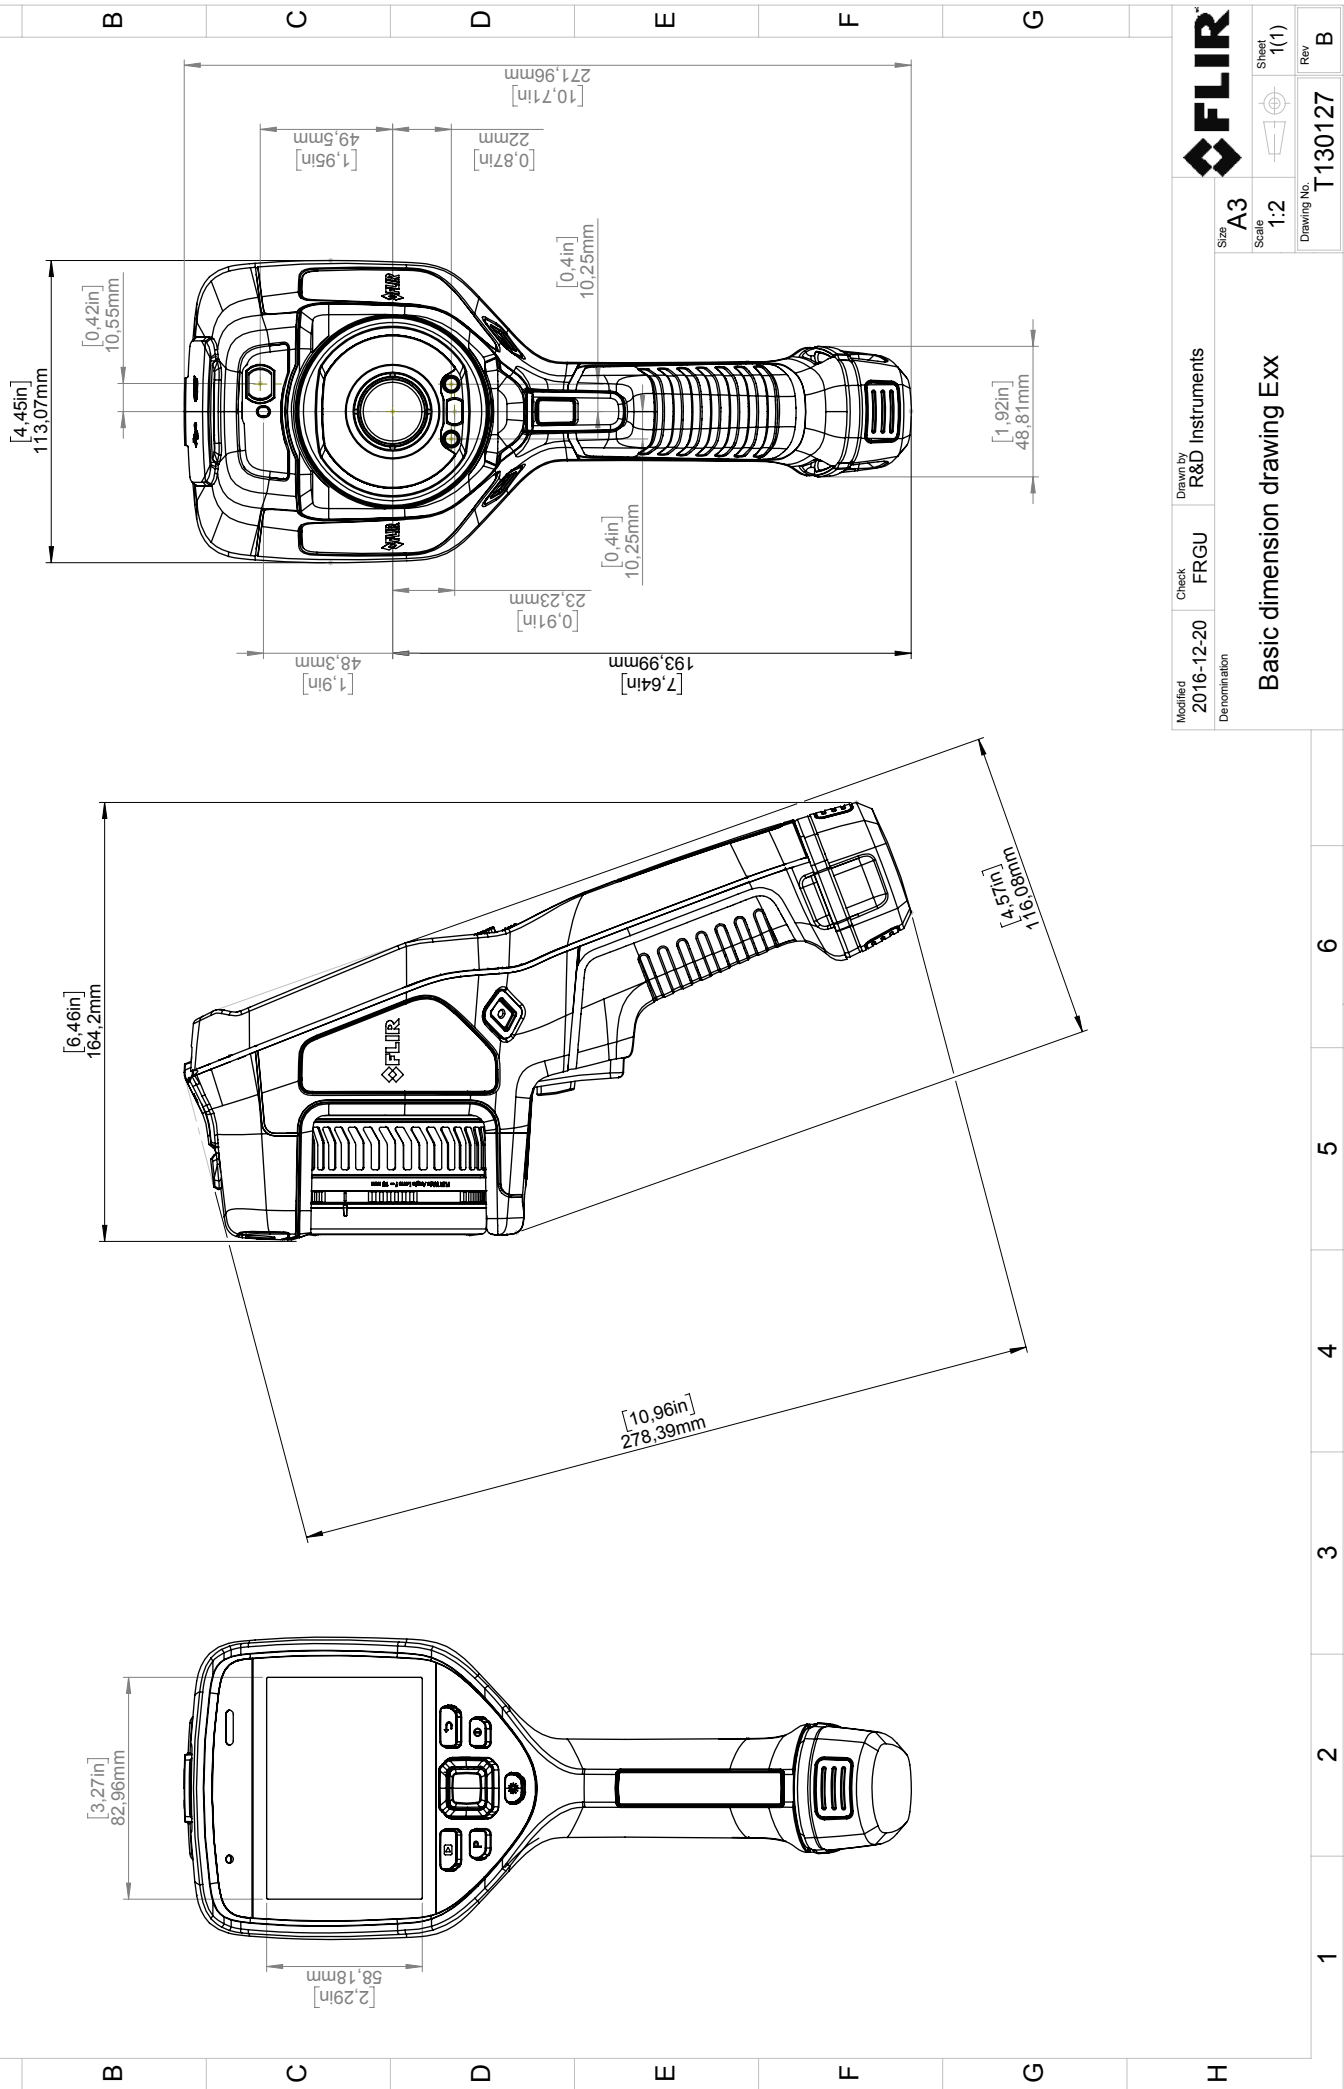 B
C
D
E
F
G
[4,45in]
113,07mm
[0,42in]
10,55mm
271,96mm
[10,71in]
49,5mm
[1,95in]
22mm
[0,87in]
[0,4in]
10,25mm
[0,4in]
10,25mm
[1,92in]
48,81mm
23,23mm
[0,91in]
48,3mm
[1,9in]
193,99mm
[7,64in]
FLIR
FLIR
[6,46in]
164,2mm
FLIR
[4,57in]
116,08mm
[10,96in]
278,39mm
[3,27in]
82,96mm
58,18mm
[2,29in]
P
FLIR
Modified
2016-12-20
Check
FRGU
Drawn by
R&D Instruments
Denomination
Basic dimension drawing Exx
Size
A3
Scale
1:2
Sheet
1(1)
Drawing No.
T130127
Rev
B
6
5
4
3
2
1
B
C
D
E
F
G
H